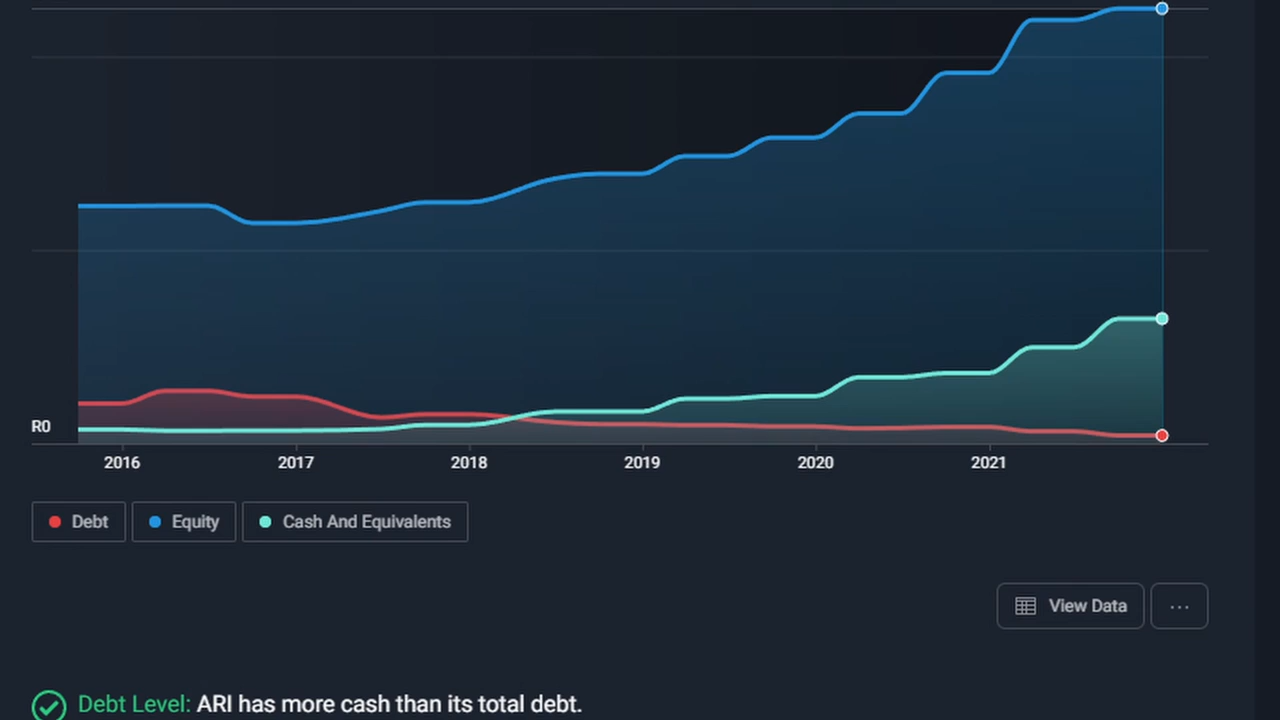 R0
2016 2017 2018 2019 2020 2021
Debt Equity Cash And Equivalents
View Data ...
Debt Level: ARI has more cash than its total debt.